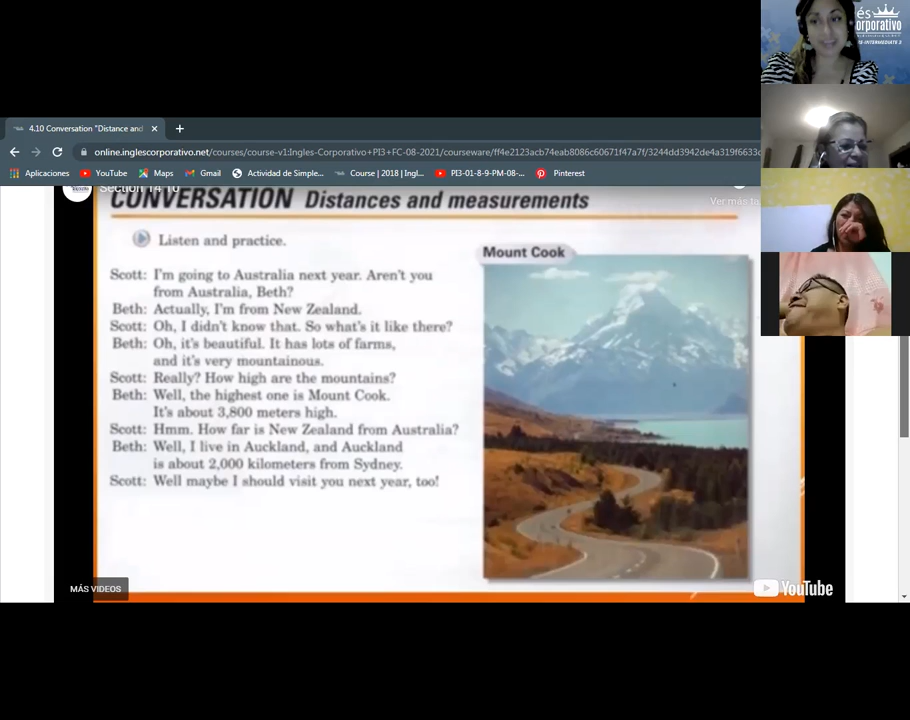 és
corporativo
4.10 Conversation "Distance and
online.inglescorporativo.net/courses/course-v1:Ingles-Corporativo+PI3+FC-08-2021/courseware/ff4e2123acb74eab8086c60671f47a7f/3244dd3942de4a319f6633c
Aplicaciones
YouTube
Maps
Gmail
Actividad de Simple...
Course | 2018 | Ingl...
PI3-01-8-9-PM-08-...
Pinterest
Section 14 10
Ver más ta
CONVERSATION Distances and measurements
Listen and practice.
Mount Cook
Scott: I'm going to Australia next year. Aren't you
from Australia, Beth?
Beth: Actually, I'm from New Zealand.
Scott: Oh, I didn't know that. So what's it like there?
Beth: Oh, it's beautiful. It has lots of farms,
and it's very mountainous.
Scott: Really? How high are the mountains?
Beth: Well, the highest one is Mount Cook.
It's about 3,800 meters high.
Scott: Hmm. How far is New Zealand from Australia?
Beth: Well, I live in Auckland, and Auckland
is about 2,000 kilometers from Sydney.
Scott: Well maybe I should visit you next year, too!
MÁS VIDEOS
YouTube